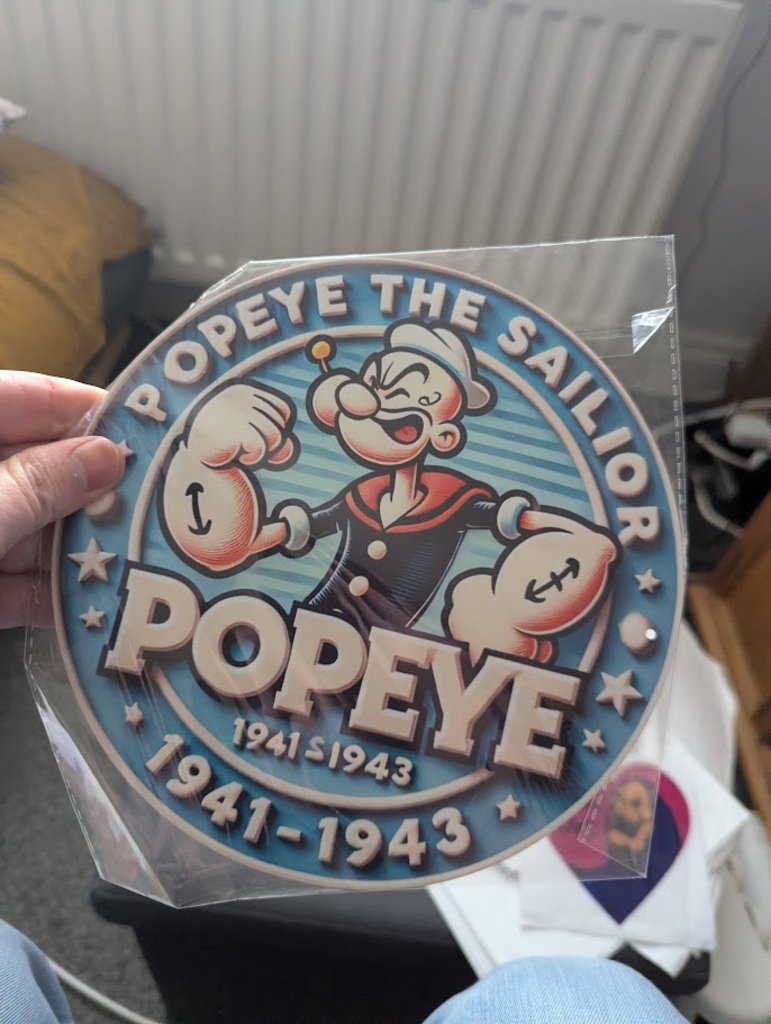 POPEYE THE SAILIOR
POPEYE
1941 S 1943
1941-1943